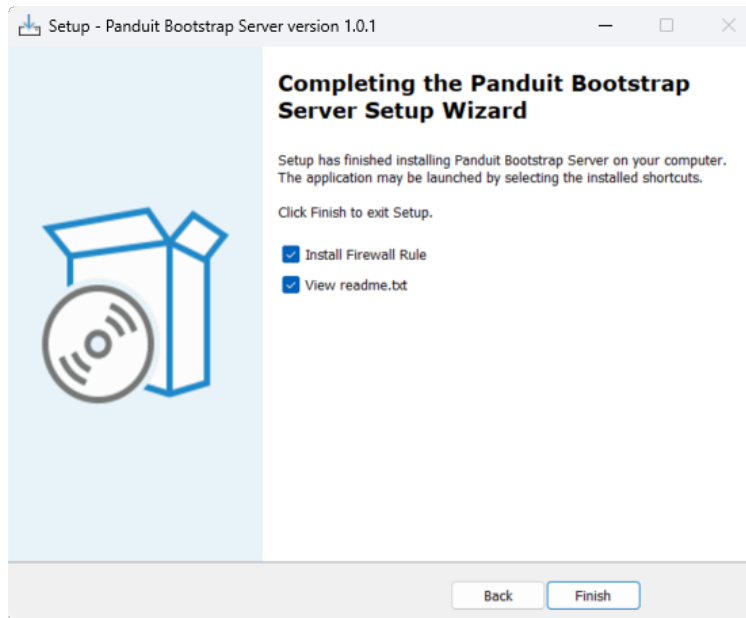 Setup - Panduit Bootstrap Server version 1.0.1
Completing the Panduit Bootstrap
Server Setup Wizard
Setup has finished installing Panduit Bootstrap Server on your computer.
The application may be launched by selecting the installed shortcuts.
Click Finish to exit Setup.
Install Firewall Rule
View readme.txt
Back Finish